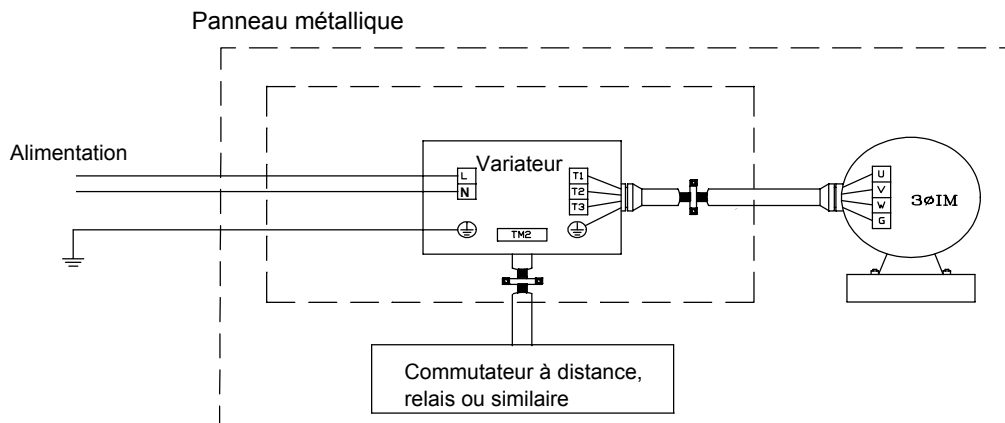 Panneau métallique
Alimentation
Variateur
L
N
T1
T2
T3
TM2
U
V
W
G
3øIM
Commutateur à distance,
relais ou similaire